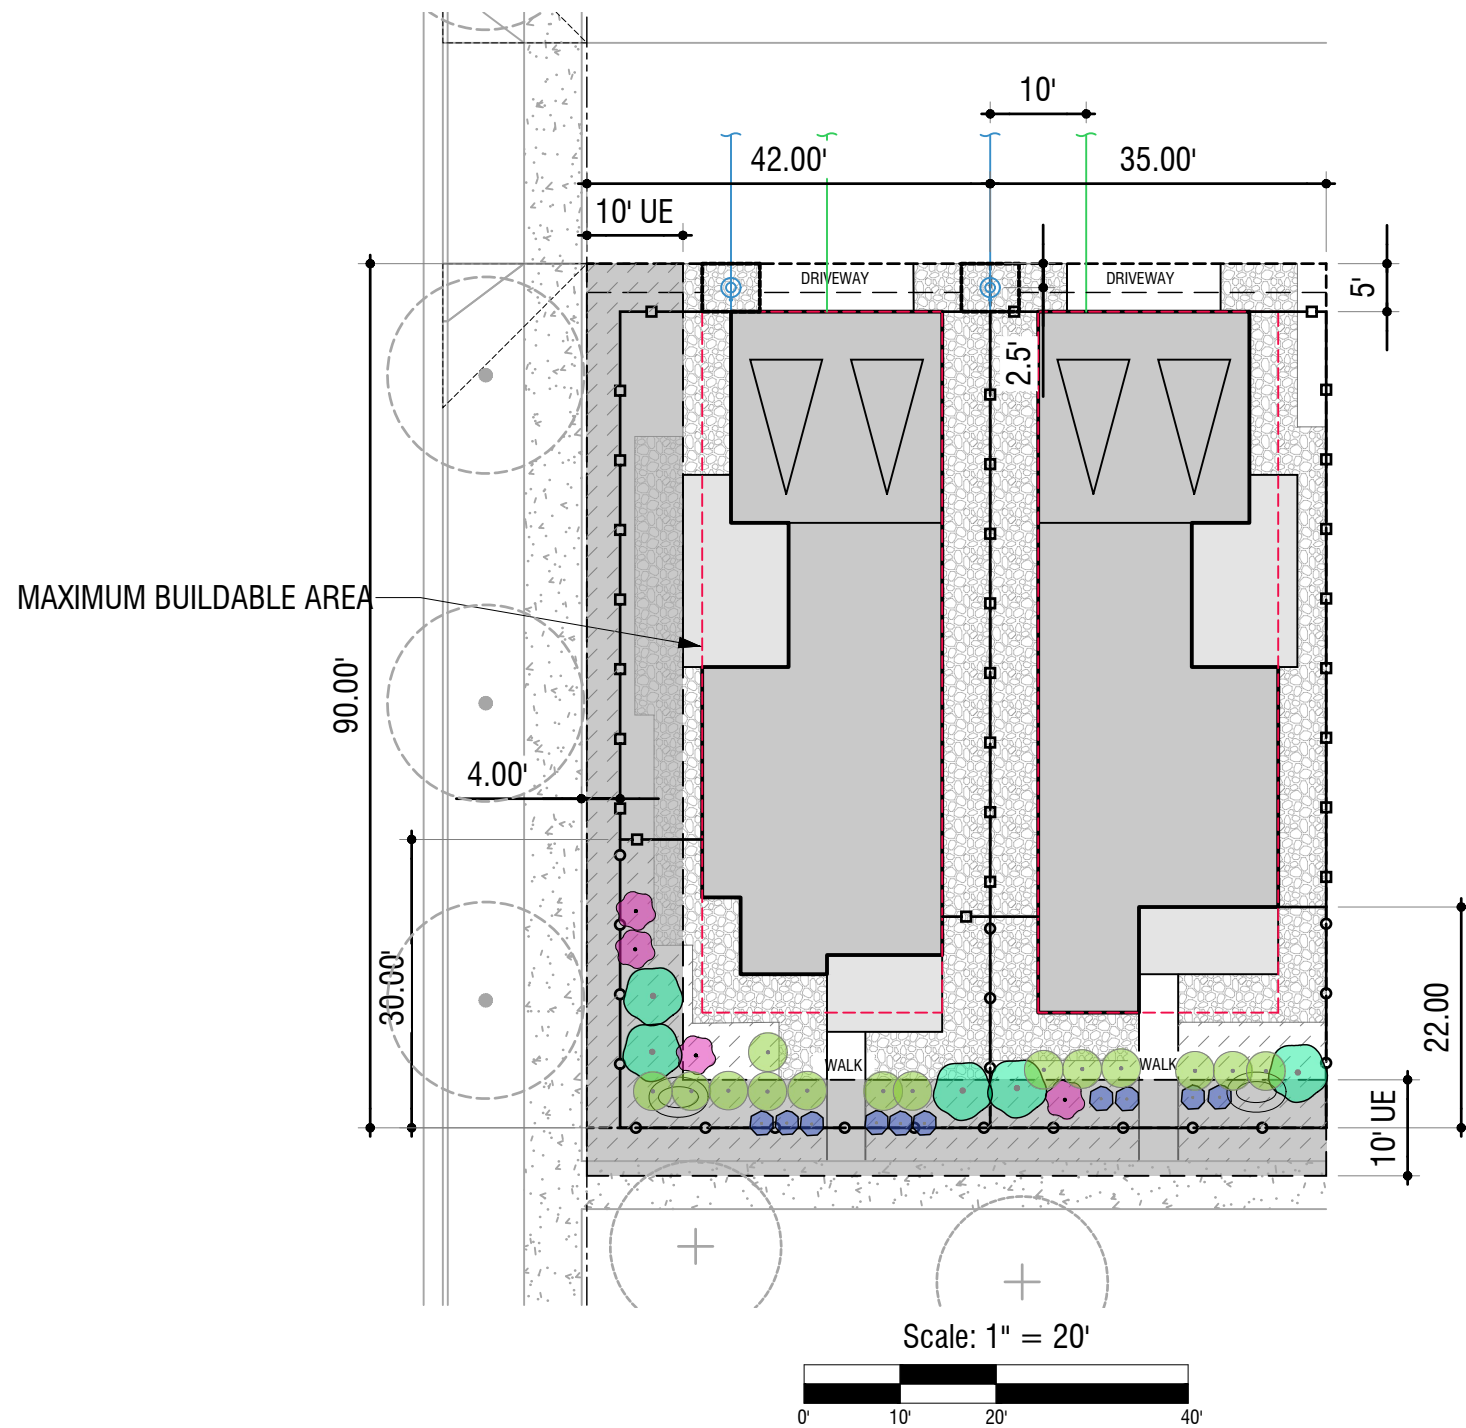 10'
42.00'
35.00'
10' UE
DRIVEWAY
DRIVEWAY
5'
2.5'
MAXIMUM BUILDABLE AREA
90.00'
4.00'
30.00'
22.00
WALK
WALK
10' UE
Scale: 1" = 20'
0' 10' 20' 40'